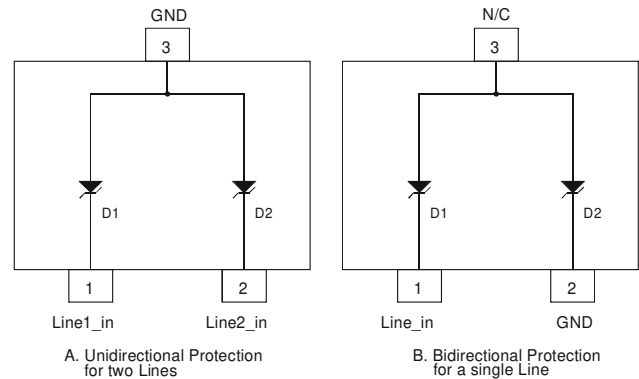 GND
N/C
3
3
D1
D2
D1
D2
1
2
1
2
Line1_in
Line2_in
Line_in
GND
A. Unidirectional Protection
for two Lines
B. Bidirectional Protection
for a single Line